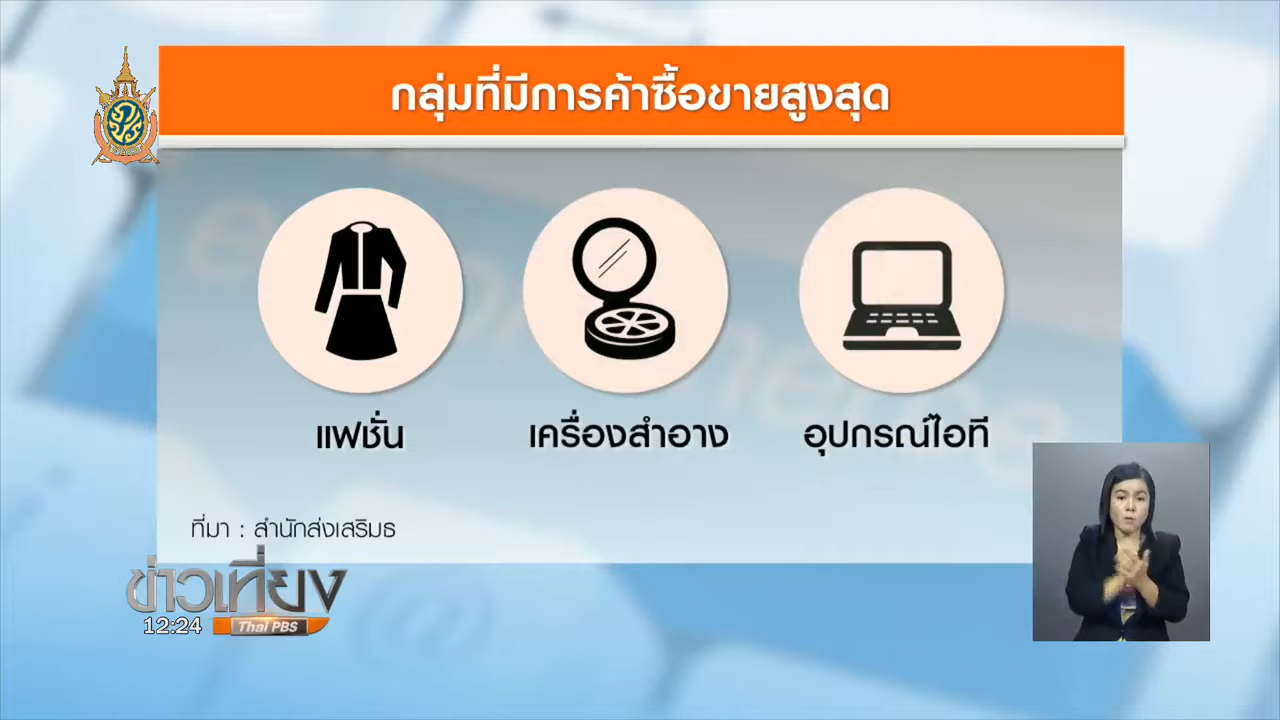 กลุ่มที่มีการค้าซื้อขายสูงสุด
แฟชั่น
เครื่องสำอาง
อุปกรณ์ไอที
ที่มา : สำนักส่งเสริมธ
ข่าวเที่ยง
12:24 Thai PBS